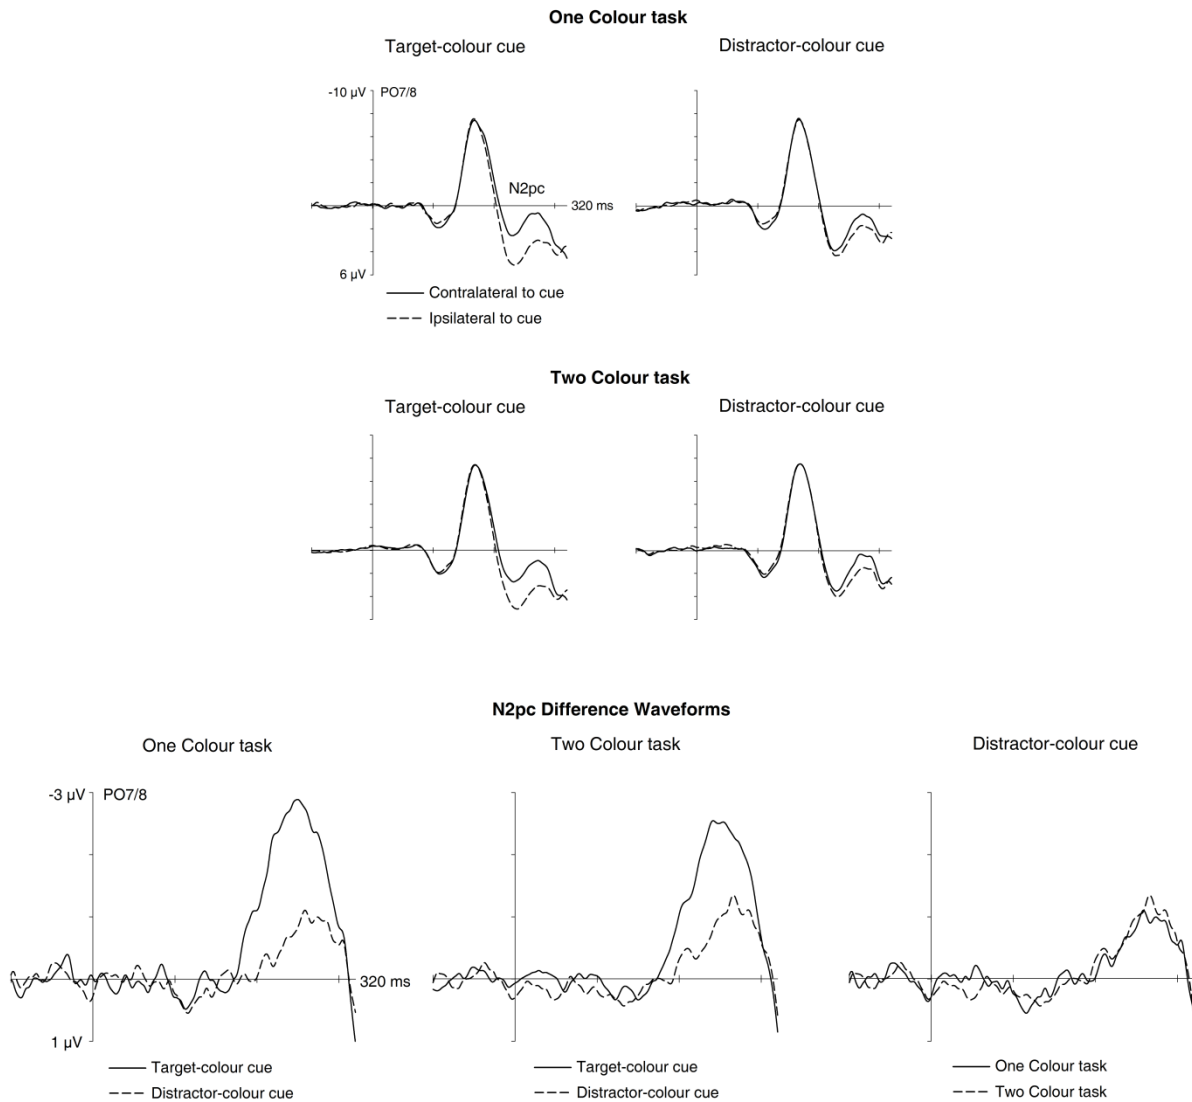 One Colour task
Target-colour cue
Distractor-colour cue
-10 µV
PO7/8
N2pc
320 ms
6 µV
Contralateral to cue
Ipsilateral to cue
Two Colour task
Target-colour cue
Distractor-colour cue
N2pc Difference Waveforms
One Colour task
Two Colour task
Distractor-colour cue
-3 µV
PO7/8
320 ms
1 µV
Target-colour cue
Distractor-colour cue
Target-colour cue
Distractor-colour cue
One Colour task
Two Colour task